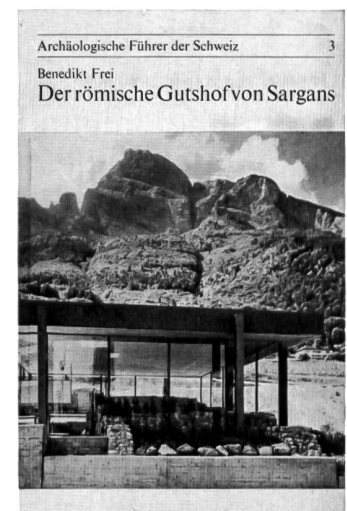 Archäologische Führer der Schweiz 3
Benedikt Frei
Der römische Gutshof von Sargans